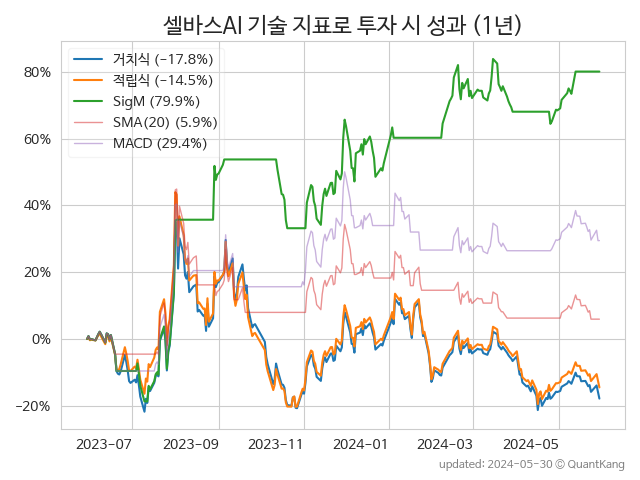 셀바스AI 기술 지표로 투자 시 성과 (1년)
거치식 (−17.8%)
적립식 (−14.5%)
SigM (79.9%)
SMA(20) (5.9%)
MACD (29.4%)
80%
60%
40%
20%
0%
−20%
2023-07 2023-09 2023-11 2024-01 2024-03 2024-05
updated: 2024-05-30 © QuantKang